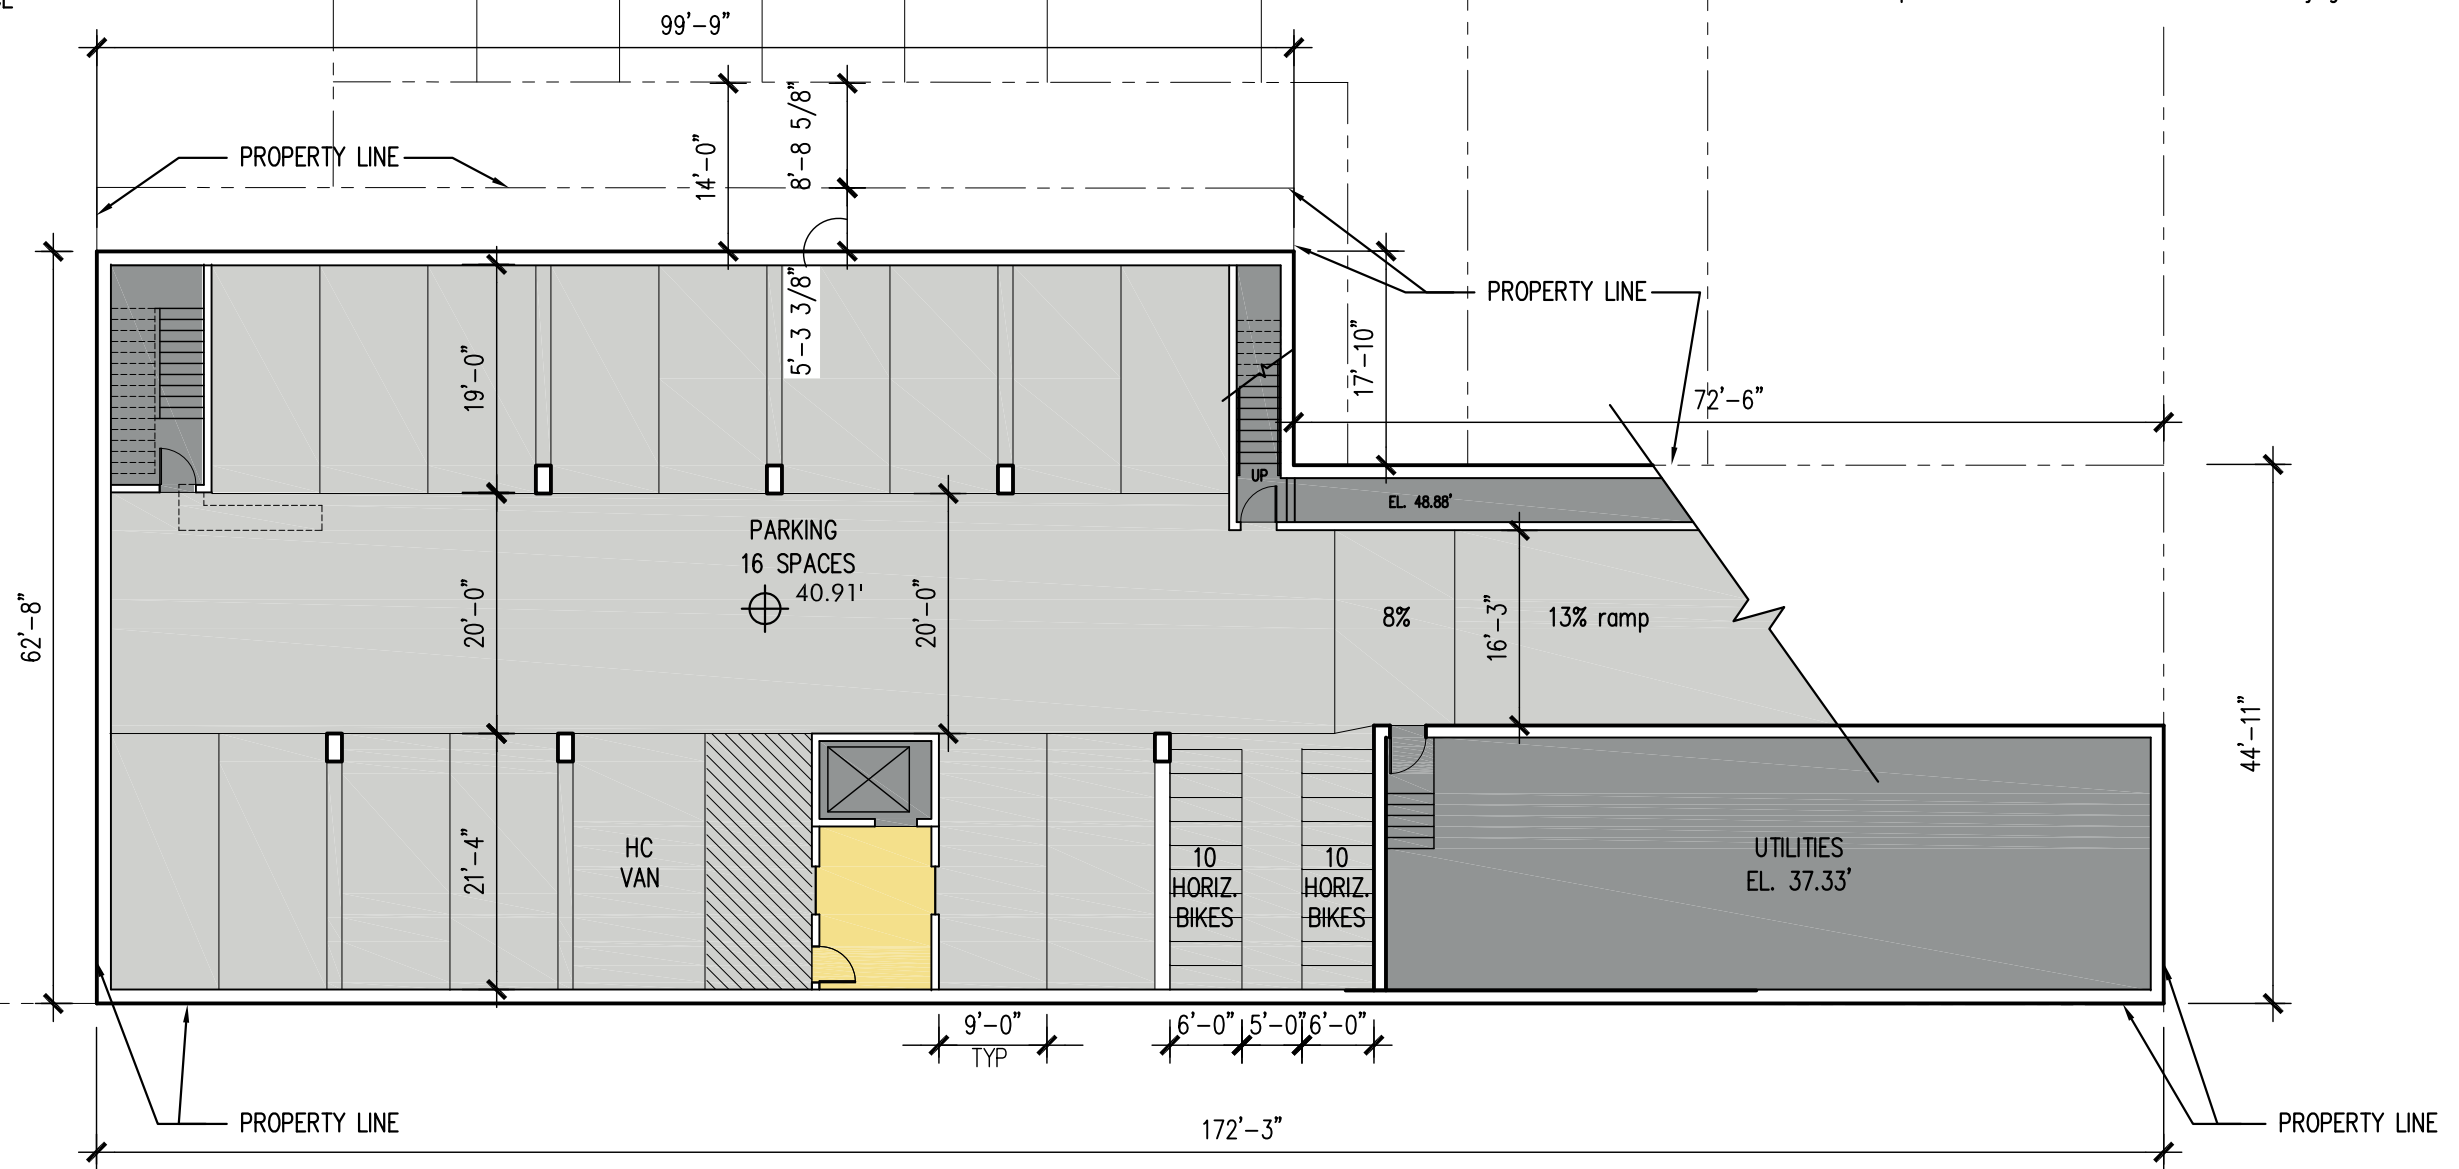 99'-9"
14'-0"
8'-8 5/8"
PROPERTY LINE
5'-3 3/8"
PROPERTY LINE
17'-10"
19'-0"
72'-6"
UP
EL. 48.88'
PARKING
16 SPACES
40.91'
62'-8"
20'-0"
20'-0"
8%
16'-3"
13% ramp
44'-11"
21'-4"
HC
VAN
10
HORIZ.
BIKES
10
HORIZ.
BIKES
UTILITIES
EL. 37.33'
9'-0"
TYP
6'-0"
5'-0"
6'-0"
PROPERTY LINE
172'-3"
PROPERTY LINE